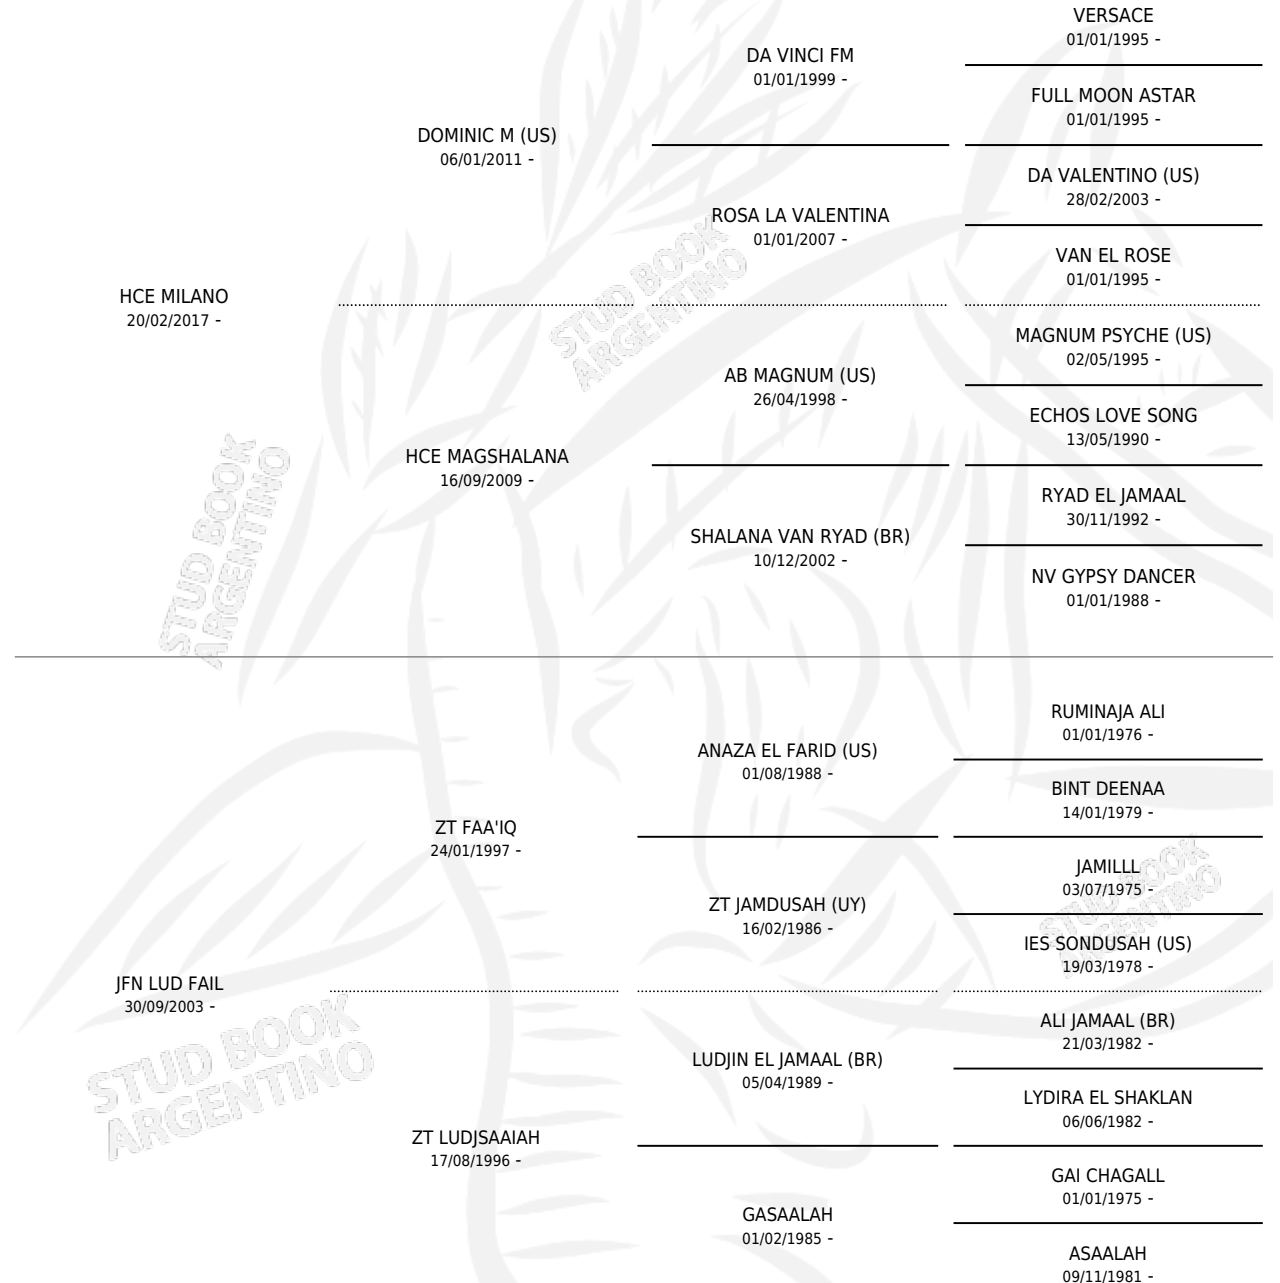 VERSACE
01/01/1995 -
DA VINCI FM
01/01/1999 -
FULL MOON ASTAR
01/01/1995 -
DOMINIC M (US)
06/01/2011 -
DA VALENTINO (US)
28/02/2003 -
ROSA LA VALENTINA
01/01/2007 -
VAN EL ROSE
01/01/1995 -
HCE MILANO
20/02/2017 -
MAGNUM PSYCHE (US)
02/05/1995 -
AB MAGNUM (US)
26/04/1998 -
ECHOS LOVE SONG
13/05/1990 -
HCE MAGSHALANA
16/09/2009 -
RYAD EL JAMAAL
30/11/1992 -
SHALANA VAN RYAD (BR)
10/12/2002 -
NV GYPSY DANCER
01/01/1988 -
STUD BOOK
ARGENTINO
STUD BOOK
ARGENTINO
RUMINAJA ALI
01/01/1976 -
ANAZA EL FARID (US)
01/08/1988 -
BINT DEENAA
14/01/1979 -
ZT FAA'IQ
24/01/1997 -
JAMILLL
03/07/1975 -
ZT JAMDUSAH (UY)
16/02/1986 -
IES SONDUSAH (US)
19/03/1978 -
STUD BOOK
ARGENTINO
JFN LUD FAIL
30/09/2003 -
ALI JAMAAL (BR)
21/03/1982 -
LUDJIN EL JAMAAL (BR)
05/04/1989 -
LYDIRA EL SHAKLAN
06/06/1982 -
STUD BOOK
ARGENTINO
ZT LUDJSAAIAH
17/08/1996 -
GAI CHAGALL
01/01/1975 -
GASAALAH
01/02/1985 -
ASAALAH
09/11/1981 -